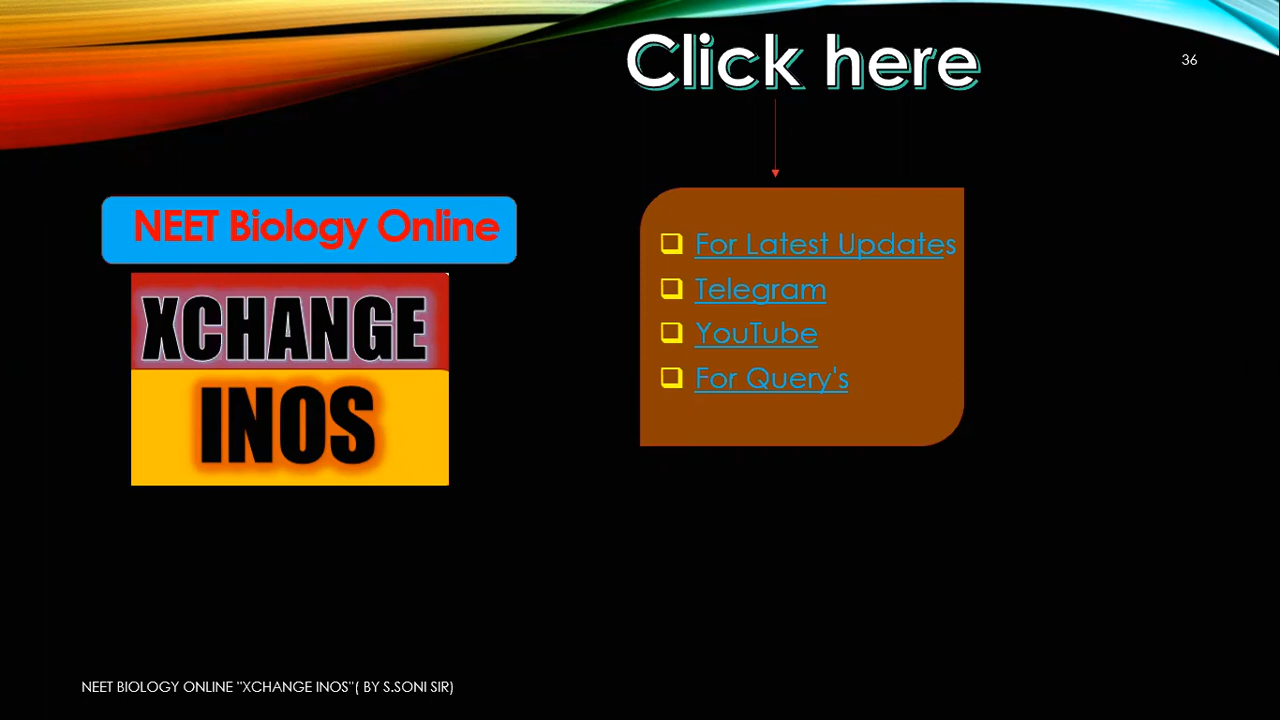 Click here
36
NEET Biology Online
XCHANGE
INOS
For Latest Updates
Telegram
YouTube
For Query's
NEET BIOLOGY ONLINE "XCHANGE INOS"( BY S.SONI SIR)